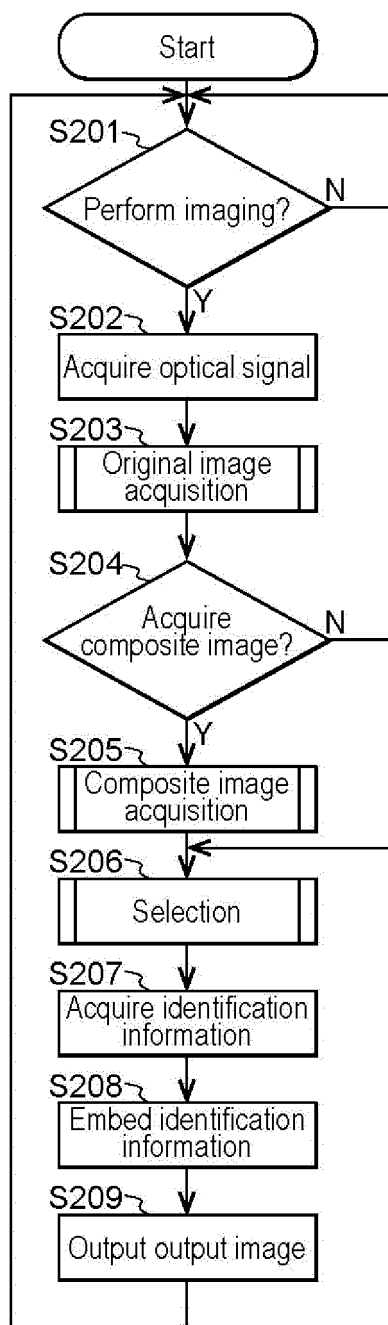 Start
S201
Perform imaging?
N
Y
S202
Acquire optical signal
S203
Original image
acquisition
S204
Acquire
composite image?
N
Y
S205
Composite image
acquisition
S206
Selection
S207
Acquire identification
information
S208
Embed identification
information
S209
Output output image